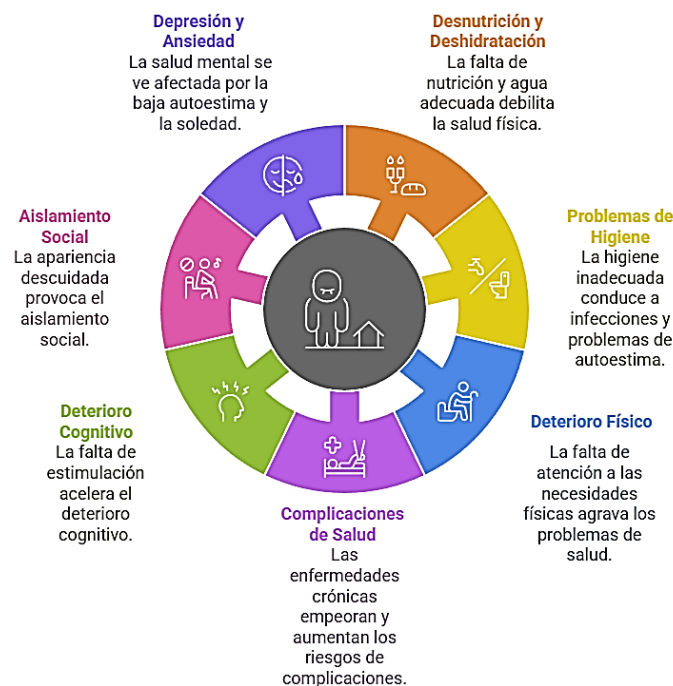 Depresión y
Ansiedad
La salud mental se
ve afectada por la
baja autoestima y
la soledad.
Desnutrición y
Deshidratación
La falta de
nutrición y agua
adecuada debilita
la salud física.
Problemas de
Higiene
La higiene
inadecuada
conduce a
infecciones y
problemas de
autoestima.
Deterioro Físico
La falta de
atención a las
necesidades
físicas agrava los
problemas de
salud.
Complicaciones
de Salud
Las
enfermedades
crónicas
empeoran y
aumentan los
riesgos de
complicaciones.
Deterioro
Cognitivo
La falta de
estimulación
acelera el
deterioro
cognitivo.
Aislamiento
Social
La apariencia
descuidada
provoca el
aislamiento
social.